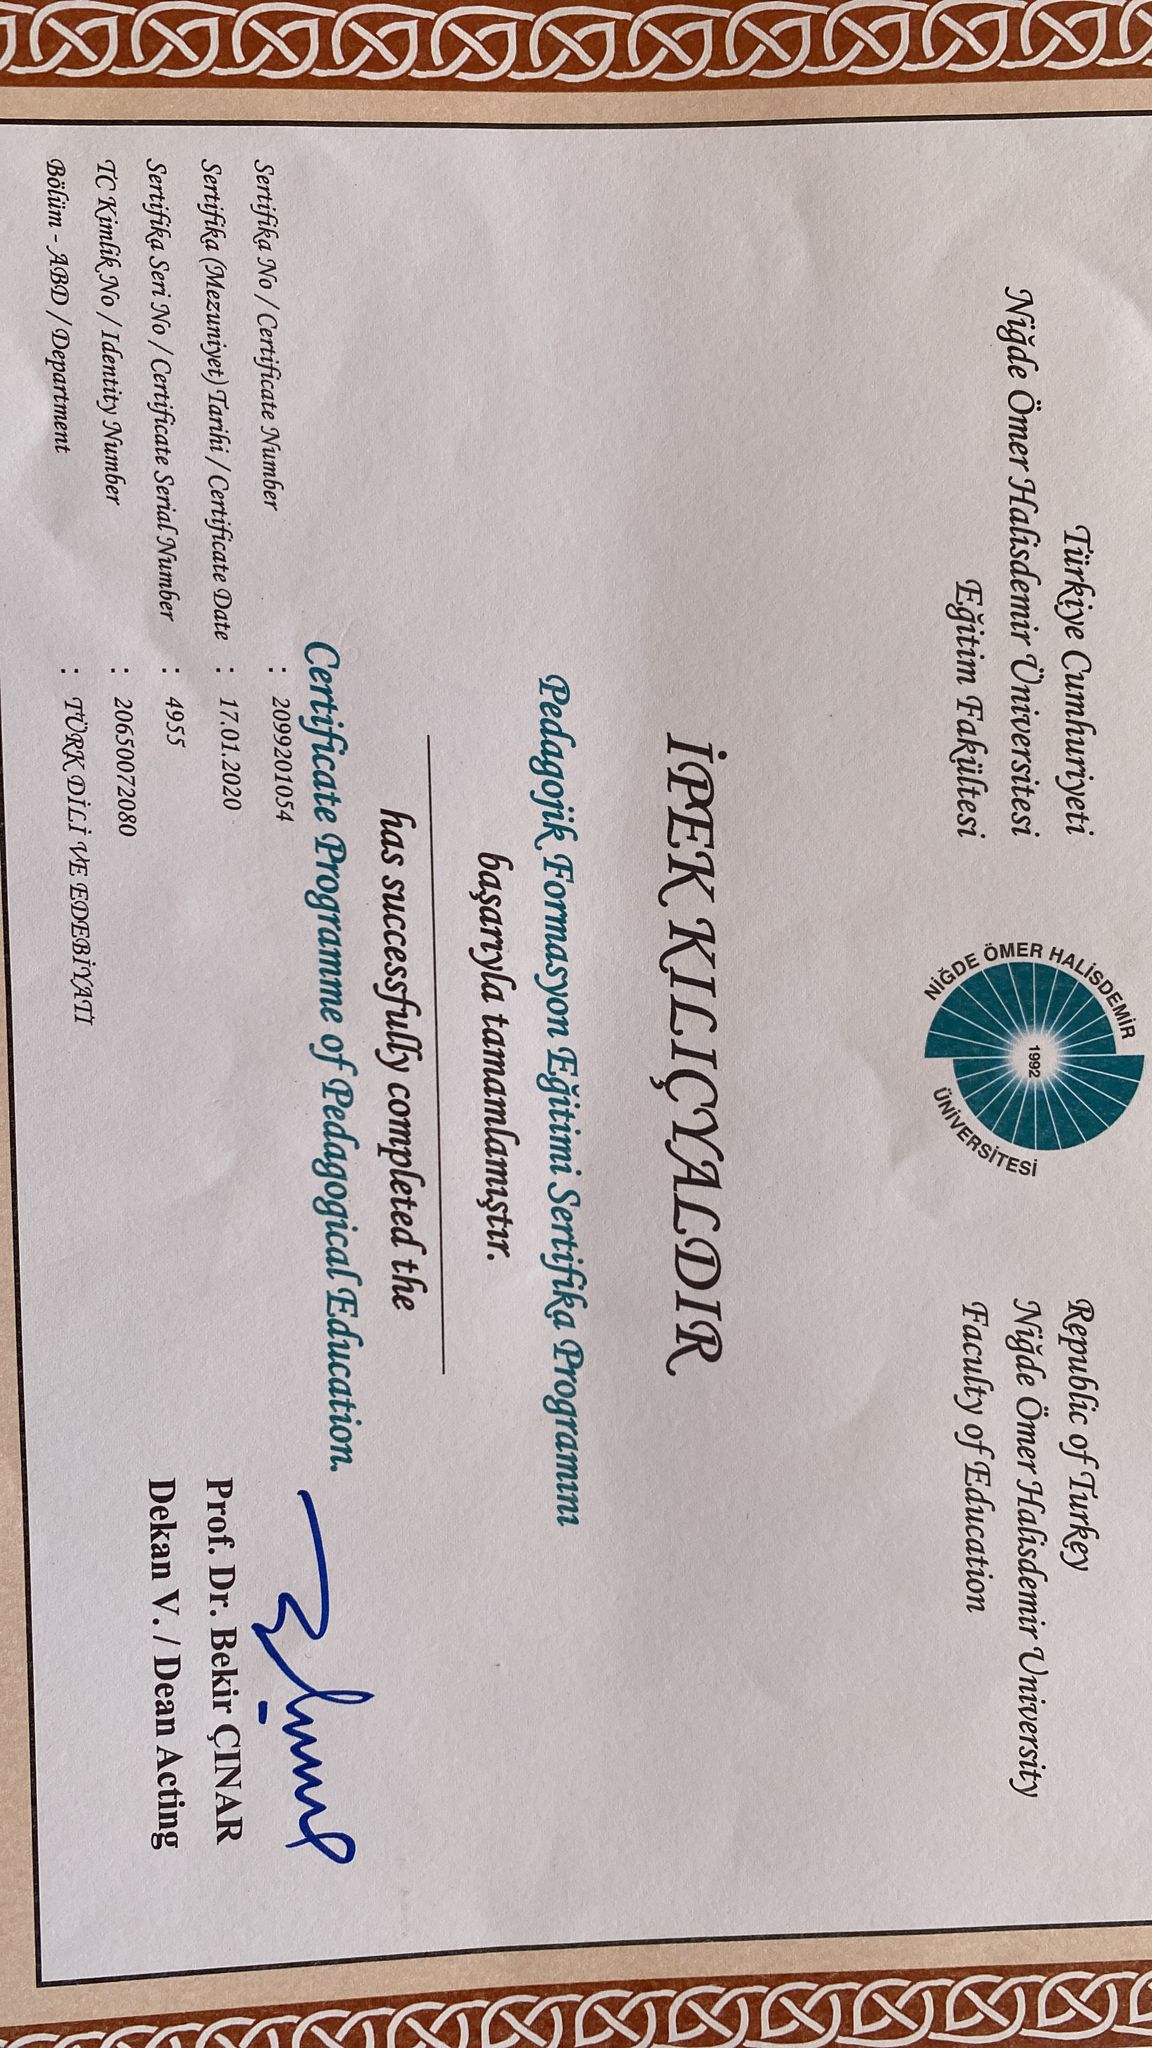 Türkiye Cumhuriyeti
Niğde Ömer Halisdemir Üniversitesi
Eğitim Fakültesi
NİĞDE ÖMER HALİSDEMİR
1992
ÜNİVERSİTESİ
Republic of Turkey
Niğde Ömer Halisdemir University
Faculty of Education
İPEK KILIÇYALDIR
Pedagojik Formasyon Eğitimi Sertifika Programını
başarıyla tamamlamıştır.
has successfully completed the
Certificate Programme of Pedagogical Education.
Sertifika No / Certificate Number : 2099201054
Sertifika (Mezuniyet) Tarihi / Certificate Date : 17.01.2020
Sertifika Seri No / Certificate Serial Number : 4955
TC Kimlik No / Identity Number : 20650072080
Bölüm - ABD / Department : TÜRK DİLİ VE EDEBİYATI
Prof. Dr. Bekir ÇINAR
Dekan V. / Dean Acting